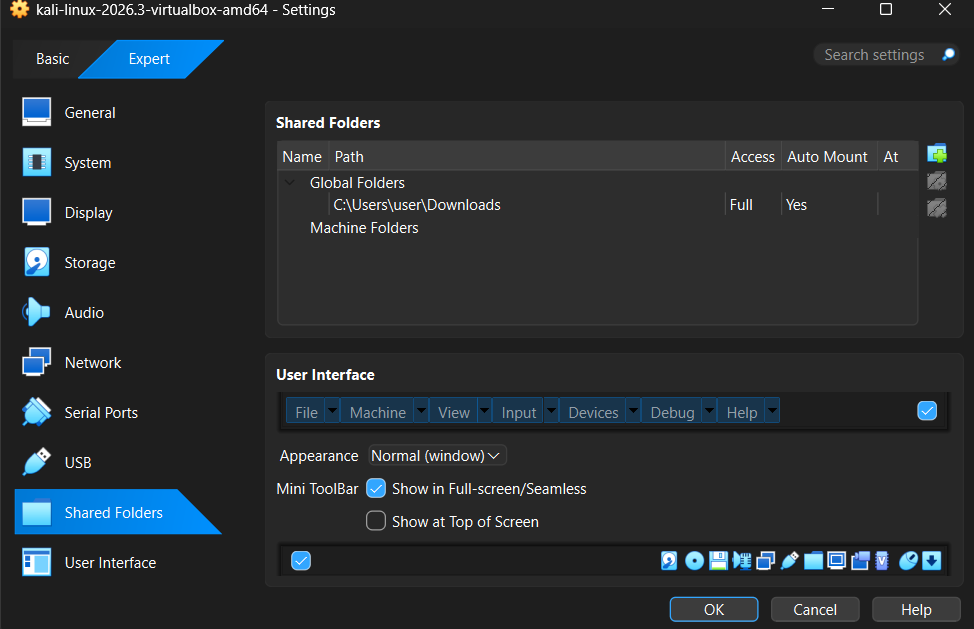 kali-linux-2026.3-virtualbox-amd64 - Settings
Basic Expert Search settings
General
System
Display
Storage
Audio
Network
Serial Ports
USB
Shared Folders
User Interface
Shared Folders
Name Path Access Auto Mount At
Global Folders
C:\Users\user\Downloads Full Yes
Machine Folders
User Interface
File Machine View Input Devices Debug Help
Appearance Normal (window)
Mini ToolBar Show in Full-screen/Seamless
Show at Top of Screen
OK Cancel Help